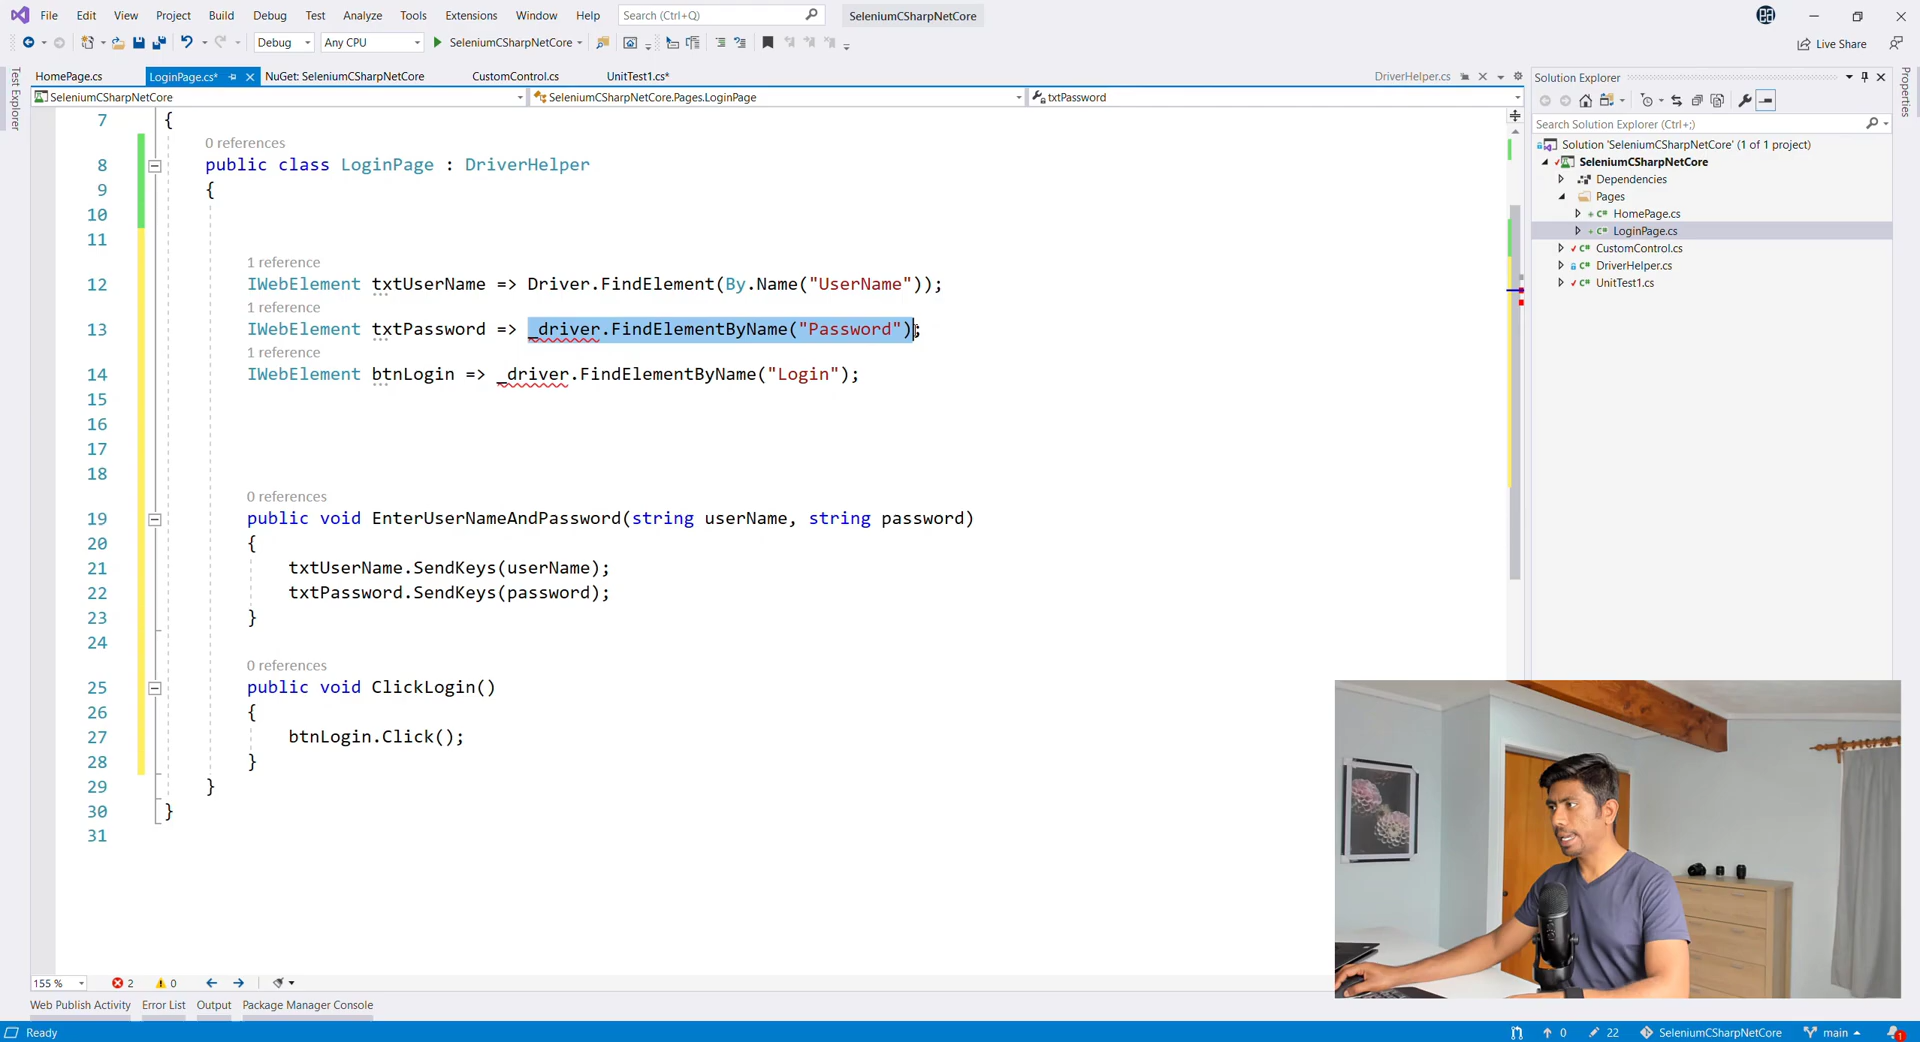 File Edit View Project Build Debug Test Analyze Tools Extensions Window Help Search (Ctrl+Q) SeleniumCSharpNetCore
Debug Any CPU SeleniumCSharpNetCore Live Share
Test Explorer
HomePage.cs LoginPage.cs* NuGet: SeleniumCSharpNetCore CustomControl.cs UnitTest1.cs* DriverHelper.cs
SeleniumCSharpNetCore SeleniumCSharpNetCore.Pages.LoginPage txtPassword
7 {
0 references
8 public class LoginPage : DriverHelper
9 {
10
11
1 reference
12 IWebElement txtUserName => Driver.FindElement(By.Name("UserName"));
1 reference
13 IWebElement txtPassword => _driver.FindElementByName("Password");
1 reference
14 IWebElement btnLogin => _driver.FindElementByName("Login");
15
16
17
18
0 references
19 public void EnterUserNameAndPassword(string userName, string password)
20 {
21 txtUserName.SendKeys(userName);
22 txtPassword.SendKeys(password);
23 }
24
0 references
25 public void ClickLogin()
26 {
27 btnLogin.Click();
28 }
29 }
30 }
31
Solution Explorer
Search Solution Explorer (Ctrl+;)
Solution 'SeleniumCSharpNetCore' (1 of 1 project)
SeleniumCSharpNetCore
Dependencies
Pages
HomePage.cs
LoginPage.cs
CustomControl.cs
DriverHelper.cs
UnitTest1.cs
Properties
155 % 2 0
Web Publish Activity Error List Output Package Manager Console
Ready 0 22 SeleniumCSharpNetCore main 1